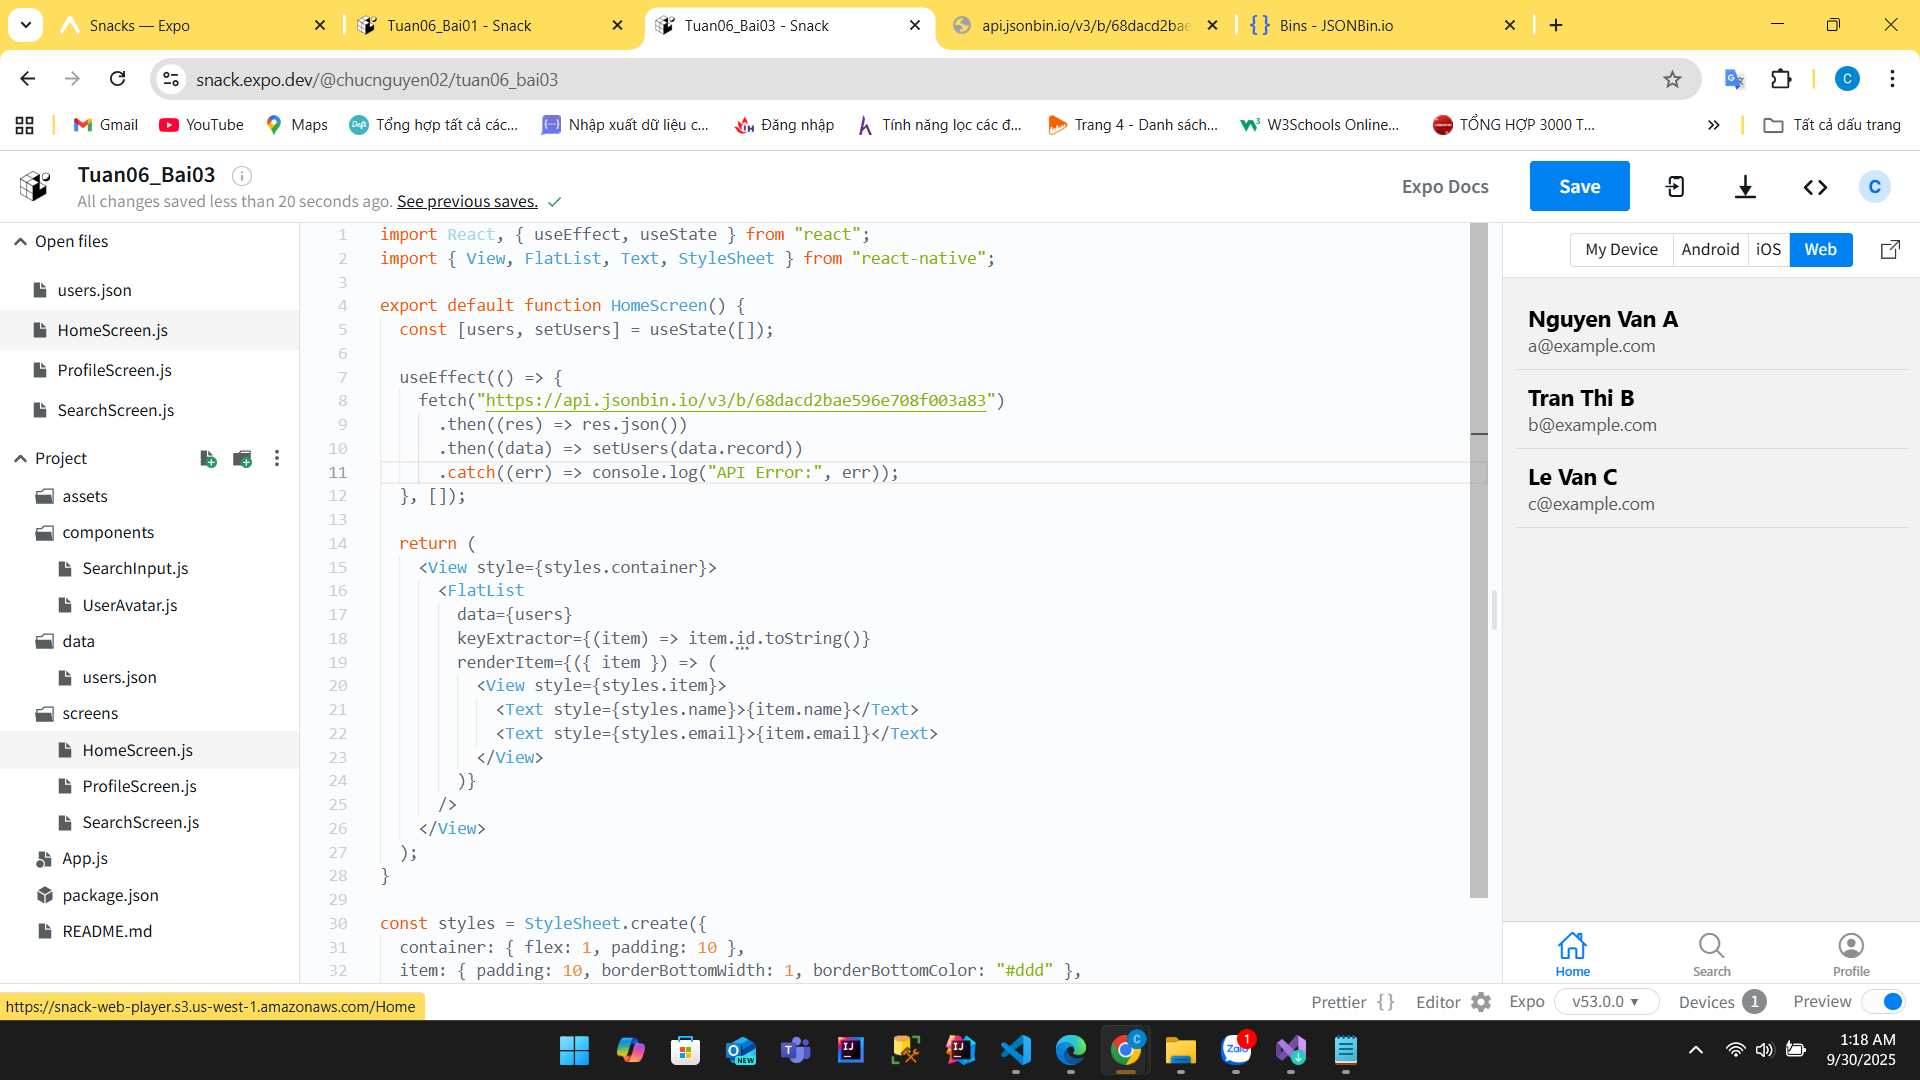 Snacks — Expo
Tuan06_Bai01 - Snack
Tuan06_Bai03 - Snack
api.jsonbin.io/v3/b/68dacd2bae
Bins - JSONBin.io
snack.expo.dev/@chucnguyen02/tuan06_bai03
C
Gmail
YouTube
Maps
Tổng hợp tất cả các...
Nhập xuất dữ liệu c...
Đăng nhập
Tính năng lọc các đ...
Trang 4 - Danh sách...
W3Schools Online...
TỔNG HỢP 3000 T...
Tất cả dấu trang
Tuan06_Bai03
All changes saved less than 20 seconds ago. See previous saves.
Expo Docs
Save
C
Open files
users.json
HomeScreen.js
ProfileScreen.js
SearchScreen.js
Project
assets
components
SearchInput.js
UserAvatar.js
data
users.json
screens
HomeScreen.js
ProfileScreen.js
SearchScreen.js
App.js
package.json
README.md
1 import React, { useEffect, useState } from "react";
2 import { View, FlatList, Text, StyleSheet } from "react-native";
3
4 export default function HomeScreen() {
5 const [users, setUsers] = useState([]);
6
7 useEffect(() => {
8 fetch("https://api.jsonbin.io/v3/b/68dacd2bae596e708f003a83")
9 .then((res) => res.json())
10 .then((data) => setUsers(data.record))
11 .catch((err) => console.log("API Error:", err));
12 }, []);
13
14 return (
15 <View style={styles.container}>
16 <FlatList
17 data={users}
18 keyExtractor={(item) => item.id.toString()}
19 renderItem={({ item }) => (
20 <View style={styles.item}>
21 <Text style={styles.name}>{item.name}</Text>
22 <Text style={styles.email}>{item.email}</Text>
23 </View>
24 )}
25 />
26 </View>
27 );
28 }
29
30 const styles = StyleSheet.create({
31 container: { flex: 1, padding: 10 },
32 item: { padding: 10, borderBottomWidth: 1, borderBottomColor: "#ddd" },
My Device
Android
iOS
Web
Nguyen Van A
a@example.com
Tran Thi B
b@example.com
Le Van C
c@example.com
Home
Search
Profile
https://snack-web-player.s3.us-west-1.amazonaws.com/Home
Prettier { }
Editor
Expo
v53.0.0
Devices 1
Preview
NEW
C
Zalo
1
1:18 AM
9/30/2025